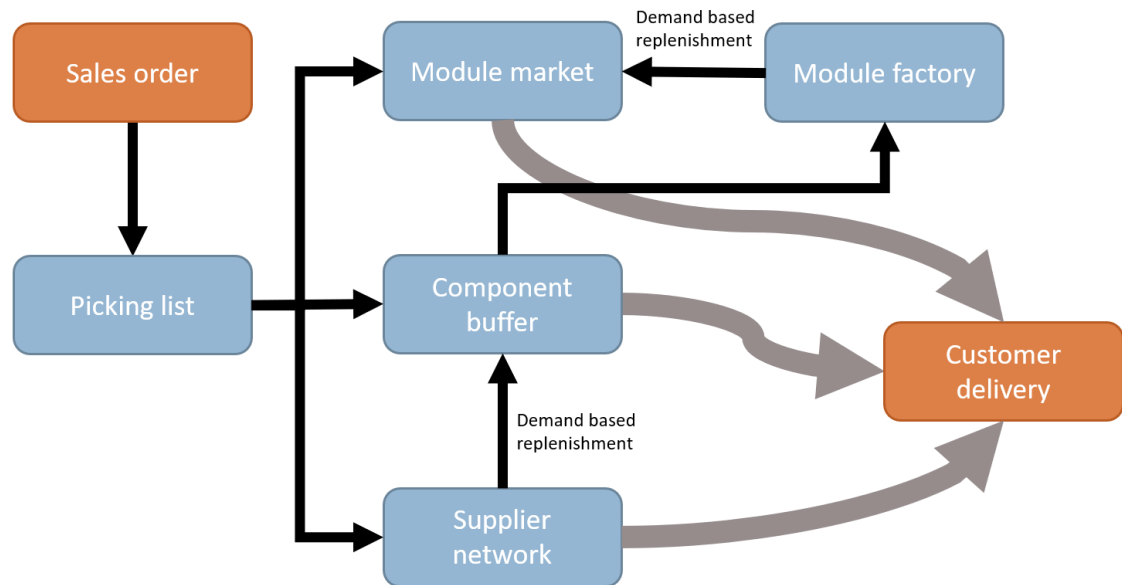 Sales order
Module market
Demand based
replenishment
Module factory
Picking list
Component
buffer
Customer
delivery
Demand based
replenishment
Supplier
network